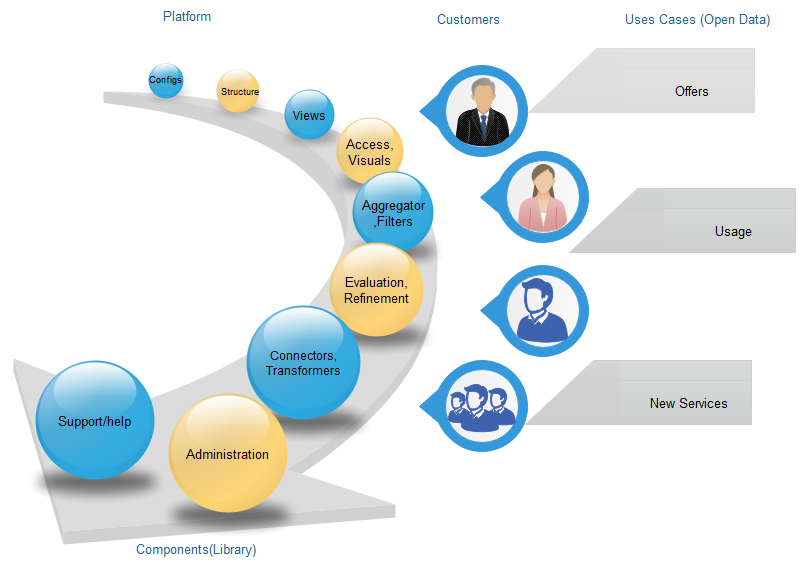 Platform
Customers
Uses Cases (Open Data)
Configs
Structure
Views
Access,
Visuals
Aggregator
,Filters
Evaluation,
Refinement
Connectors,
Transformers
Support/help
Administration
Offers
Usage
New Services
Components(Library)